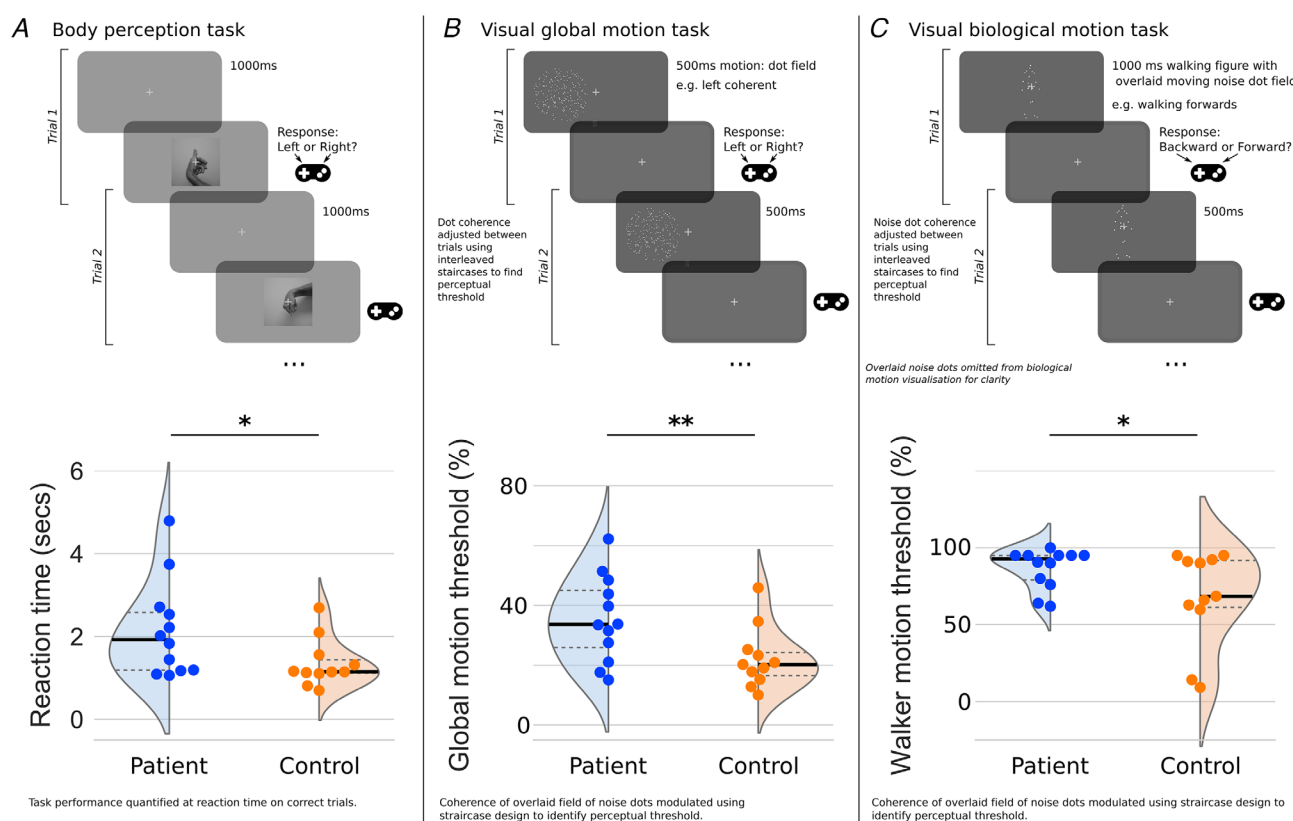 A Body perception task
Trial 1
1000ms
Response:
Left or Right?
Trial 2
1000ms
...
*
Reaction time (secs)
6
4
2
0
Patient
Control
Task performance quantified at reaction time on correct trials.
B Visual global motion task
Trial 1
500ms motion: dot field
e.g. left coherent
Response:
Left or Right?
Dot coherence
adjusted between
trials using
interleaved
staircases to find
perceptual
threshold
Trial 2
500ms
...
**
Global motion threshold (%)
80
40
0
Patient
Control
Coherence of overlaid field of noise dots modulated using
straircase design to identify perceptual threshold.
C Visual biological motion task
Trial 1
1000 ms walking figure with
overlaid moving noise dot field
e.g. walking forwards
Response:
Backward or Forward?
Noise dot coherence
adjusted between
trials using
interleaved
staircases to find
perceptual
threshold
Trial 2
500ms
...
Overlaid noise dots omitted from biological
motion visualisation for clarity
*
Walker motion threshold (%)
100
50
0
Patient
Control
Coherence of overlaid field of noise dots modulated using straircase design to
identify perceptual threshold.